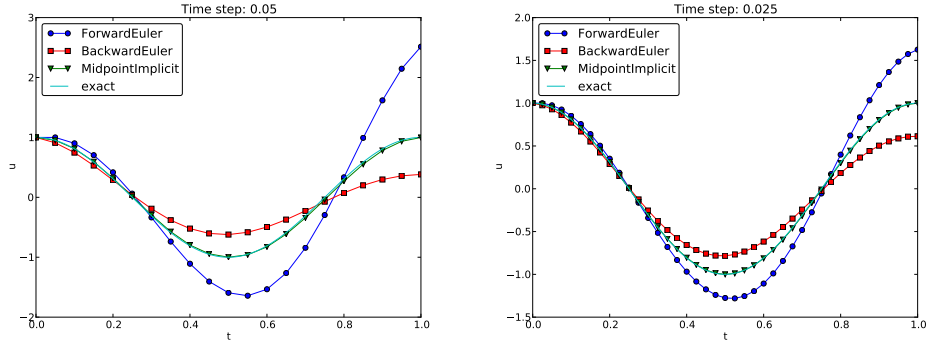 Time step: 0.05
3
2
1
0
−1
−2
0.0
0.2
0.4
0.6
0.8
1.0
u
t
ForwardEuler
BackwardEuler
MidpointImplicit
exact
Time step: 0.025
2.0
1.5
1.0
0.5
0.0
−0.5
−1.0
−1.5
0.0
0.2
0.4
0.6
0.8
1.0
u
t
ForwardEuler
BackwardEuler
MidpointImplicit
exact